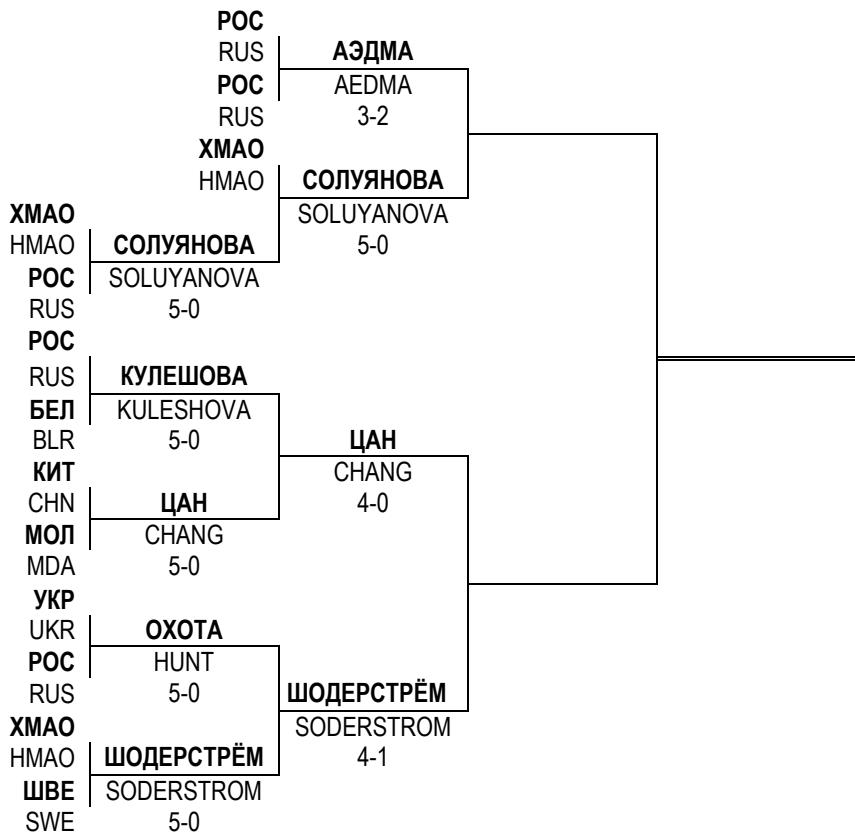 РОС
RUS
АЭДМА
РОС
AEDMA
RUS
3-2
ХМАО
HMAO
СОЛУЯНОВА
ХМАО
SOLUYANOVA
HMAO
СОЛУЯНОВА
5-0
РОС
SOLUYANOVA
RUS
5-0
РОС
RUS
КУЛЕШОВА
БЕЛ
KULESHOVA
BLR
5-0
ЦАН
КИТ
CHANG
CHN
ЦАН
4-0
МОЛ
CHANG
MDA
5-0
УКР
UKR
ОХОТА
РОС
HUNT
RUS
5-0
ШОДЕРСТРЁМ
ХМАО
SODERSTROM
HMAO
ШОДЕРСТРЁМ
4-1
ШВЕ
SODERSTROM
SWE
5-0